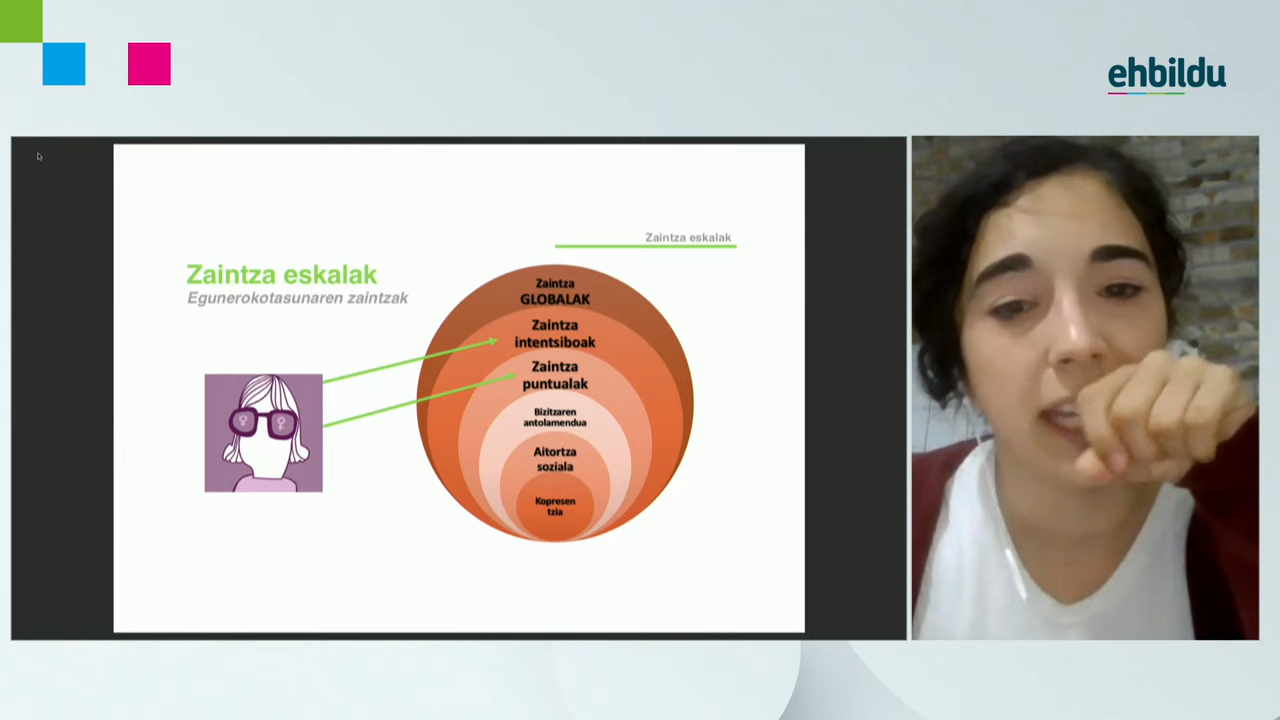 ehbildu
Zaintza eskalak
Zaintza eskalak
Egunerokotasunaren zaintzak
Zaintza
GLOBALAK
Zaintza
intentsiboak
Zaintza
puntualak
Bizitzaren
antolamendua
Aitortza
soziala
Kopresen
tzia